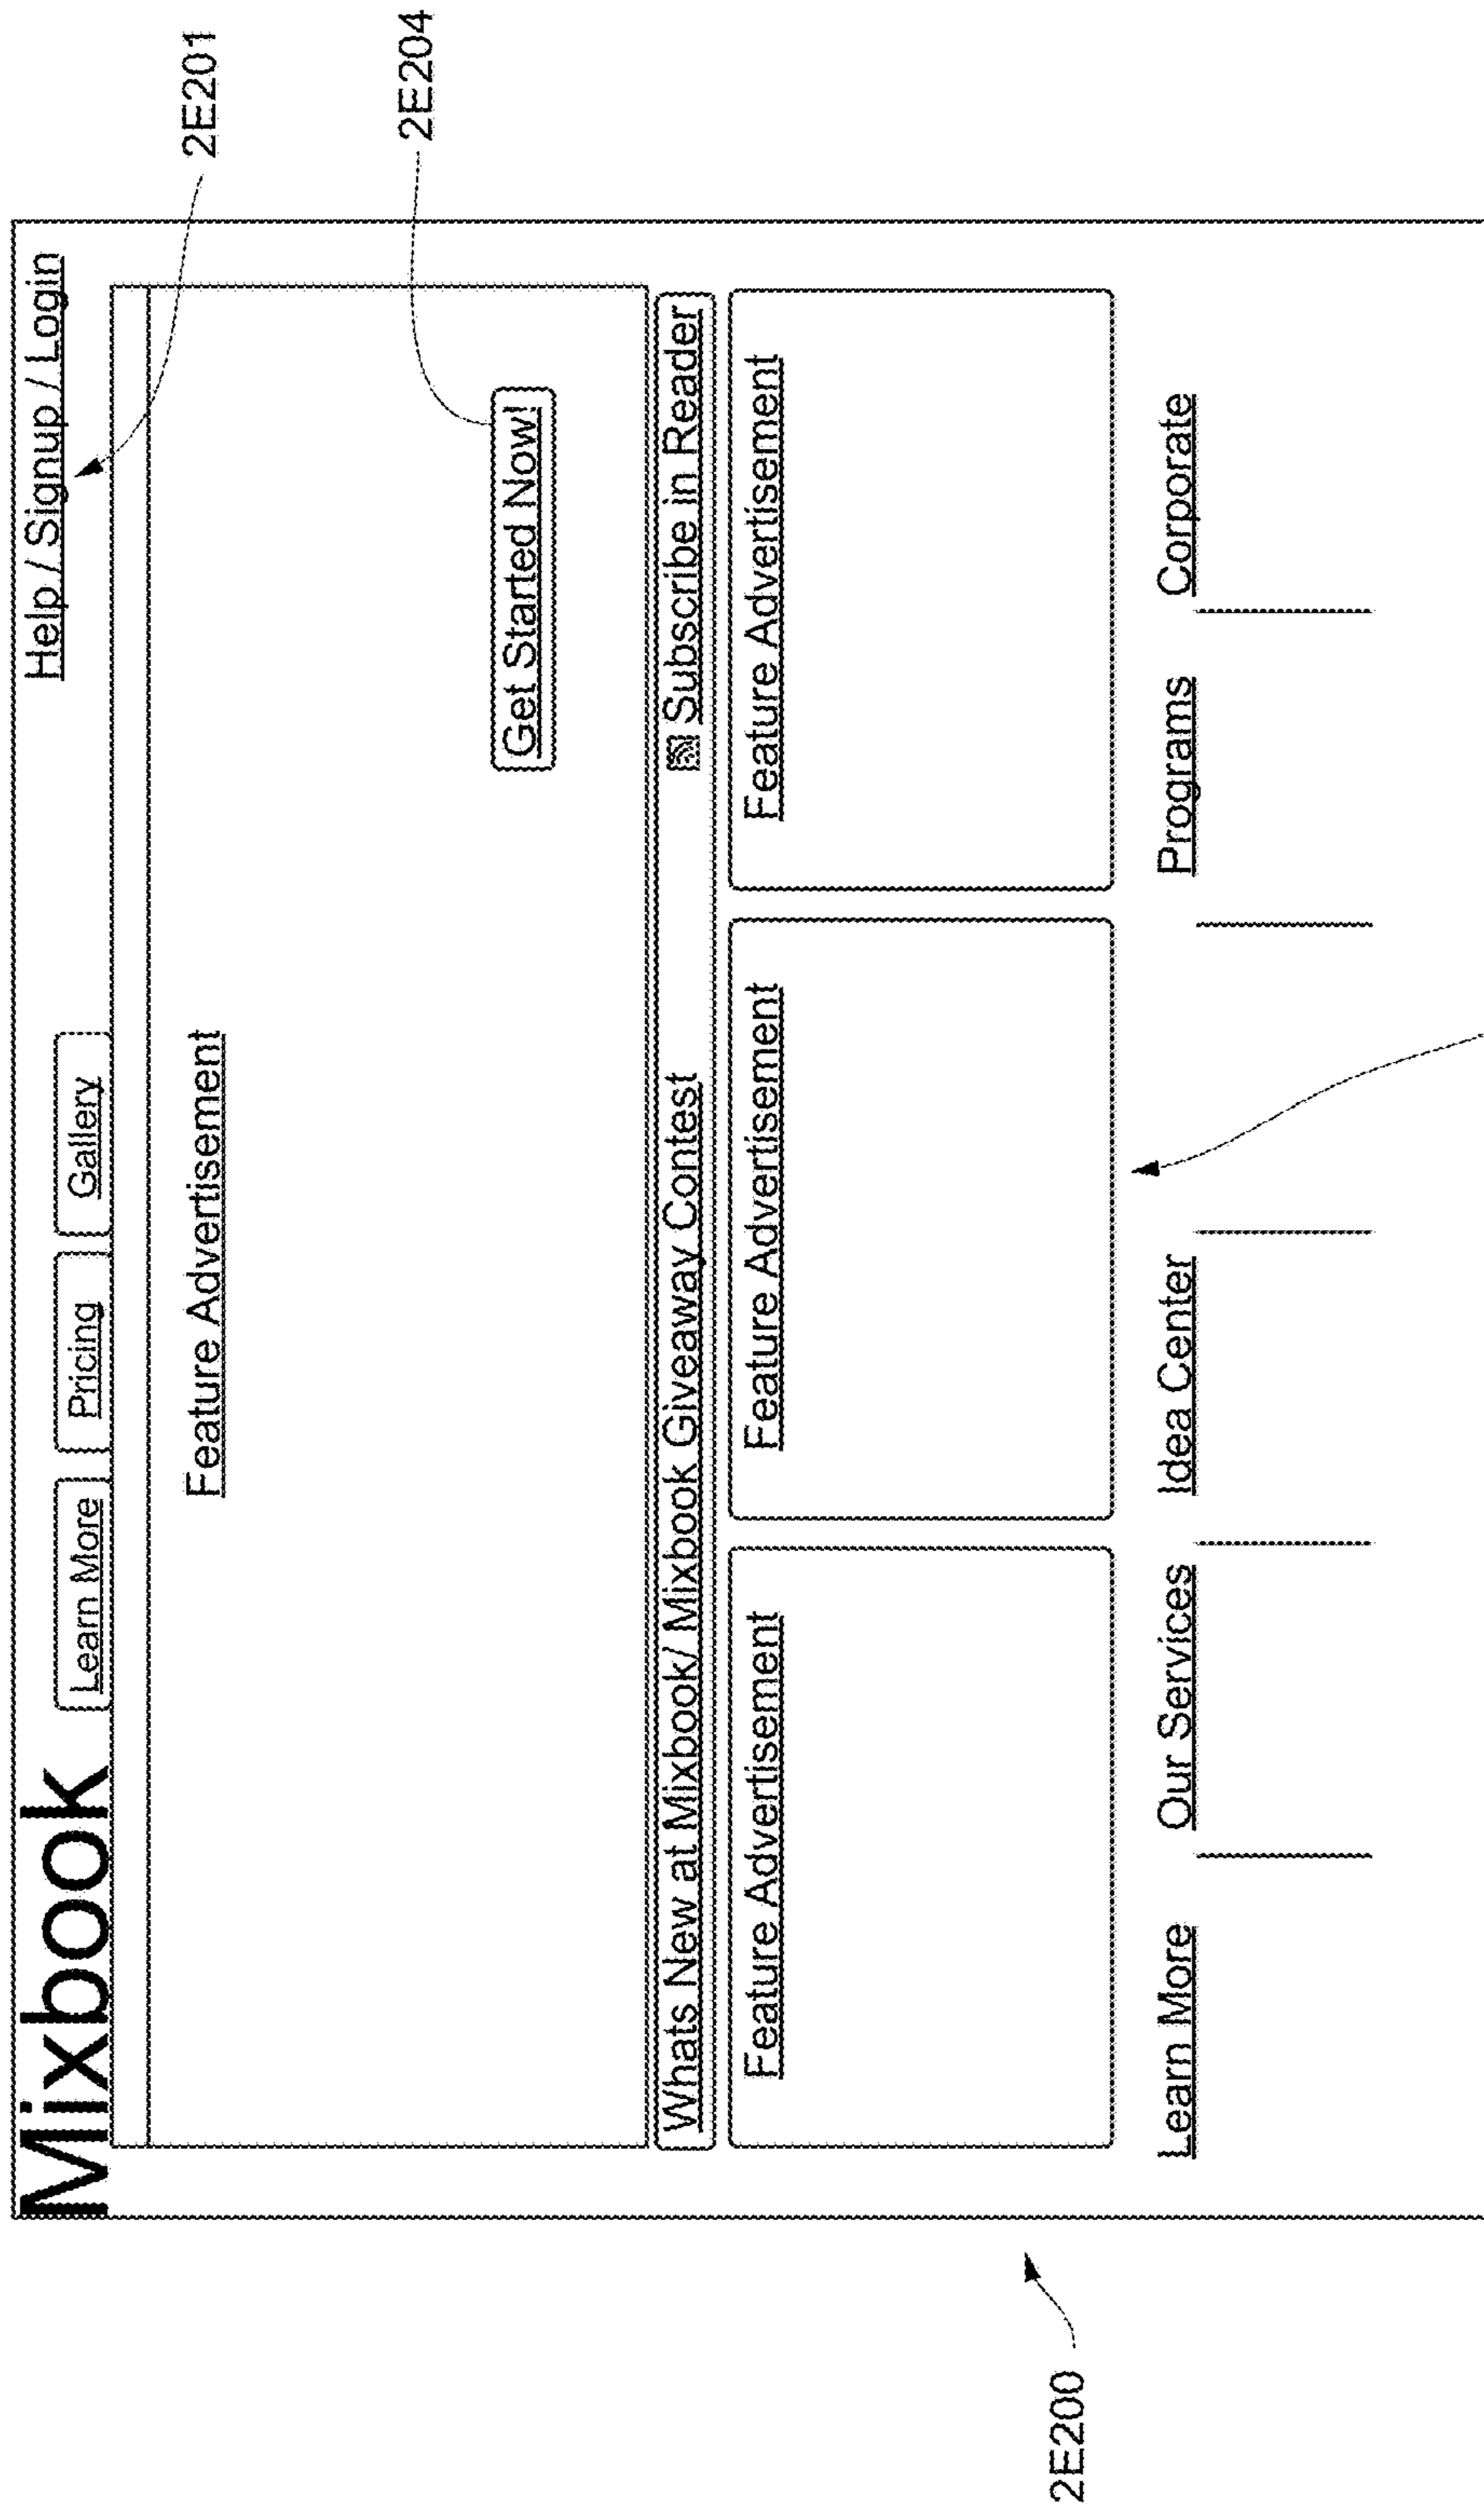 2E201
2E204
Help / Signup / Login
Mixbook
Learn More
Pricing
Gallery
Feature Advertisement
Get Started Now!
Whats New at Mixbook/ Mixbook Giveaway Contest
Subscribe in Reader
Feature Advertisement
Feature Advertisement
Feature Advertisement
Learn More
Our Services
Idea Center
Programs
Corporate
2E200